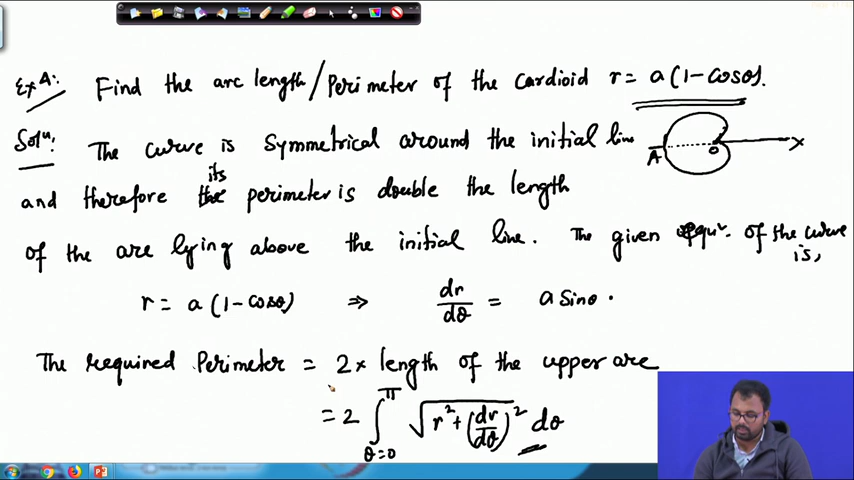 Ex 4: Find the arc length/Perimeter of the Cardioid r = a(1-cosθ).
Solⁿ: The curve is symmetrical around the initial line
A O X
and therefore its perimeter is double the length
of the arc lying above the initial line. The given equⁿ. of the curve is,
r = a(1-cosθ) ⇒ dr/dθ = a Sinθ.
The required Perimeter = 2 × length of the upper arc
= 2 ∫_{θ=0}^{π} √(r² + (dr/dθ)²) dθ